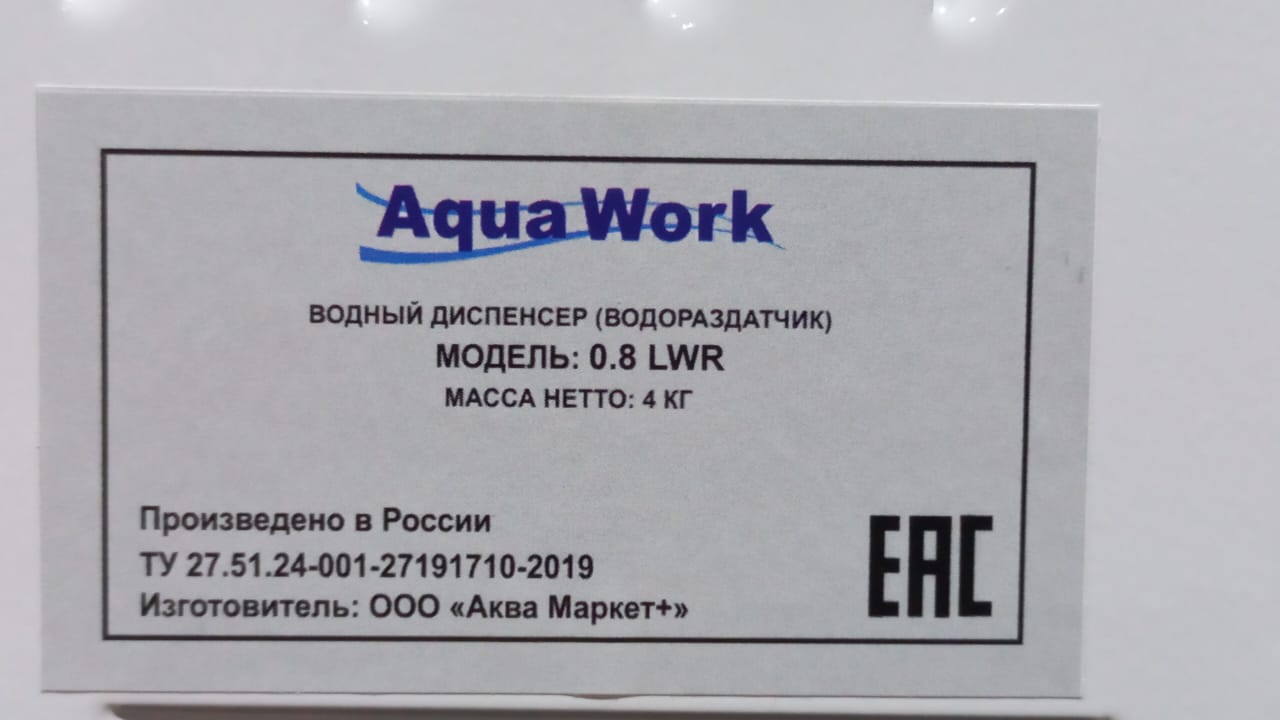 Aqua Work
ВОДНЫЙ ДИСПЕНСЕР (ВОДОРАЗДАТЧИК)
МОДЕЛЬ: 0.8 LWR
МАССА НЕТТО: 4 КГ
Произведено в России
ТУ 27.51.24-001-27191710-2019
Изготовитель: ООО «Аква Маркет+»
EAC